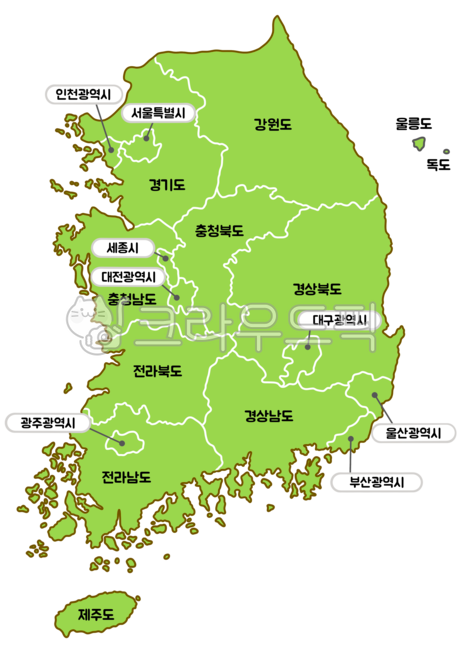 인천광역시
서울특별시
강원도
울릉도
독도
경기도
충청북도
세종시
대전광역시
충청남도
경상북도
대구광역시
크라우드픽
전라북도
경상남도
광주광역시
울산광역시
전라남도
부산광역시
제주도